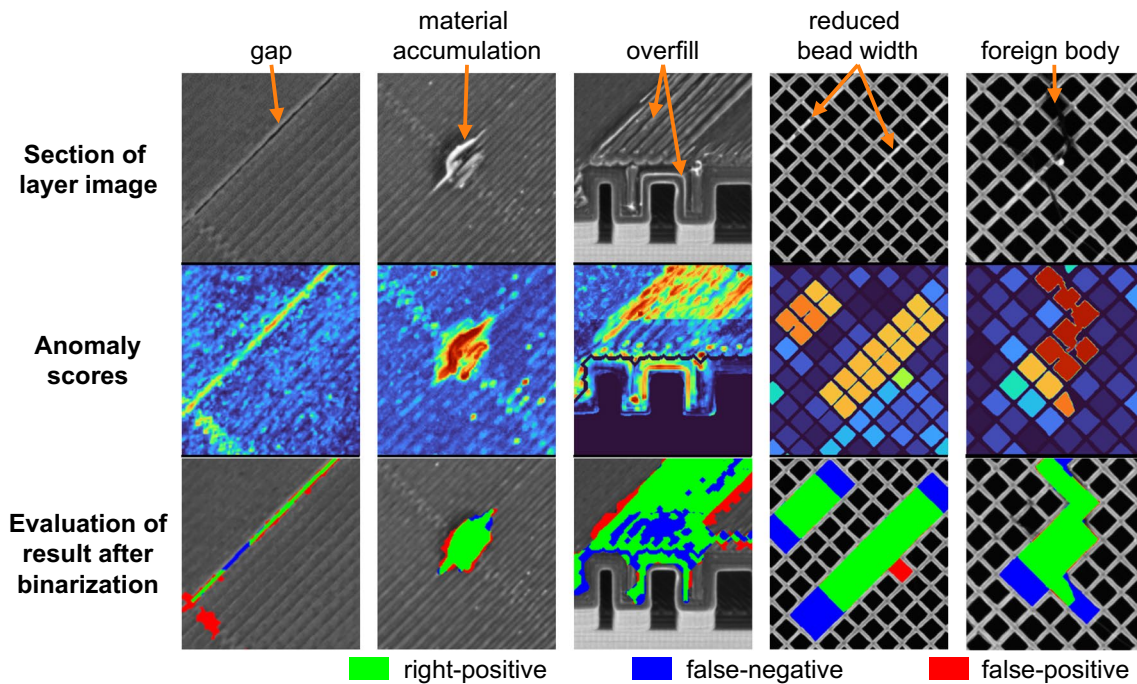 gap
material
accumulation
overfill
reduced
bead width
foreign body
Section of
layer image
Anomaly
scores
Evaluation of
result after
binarization
right-positive
false-negative
false-positive